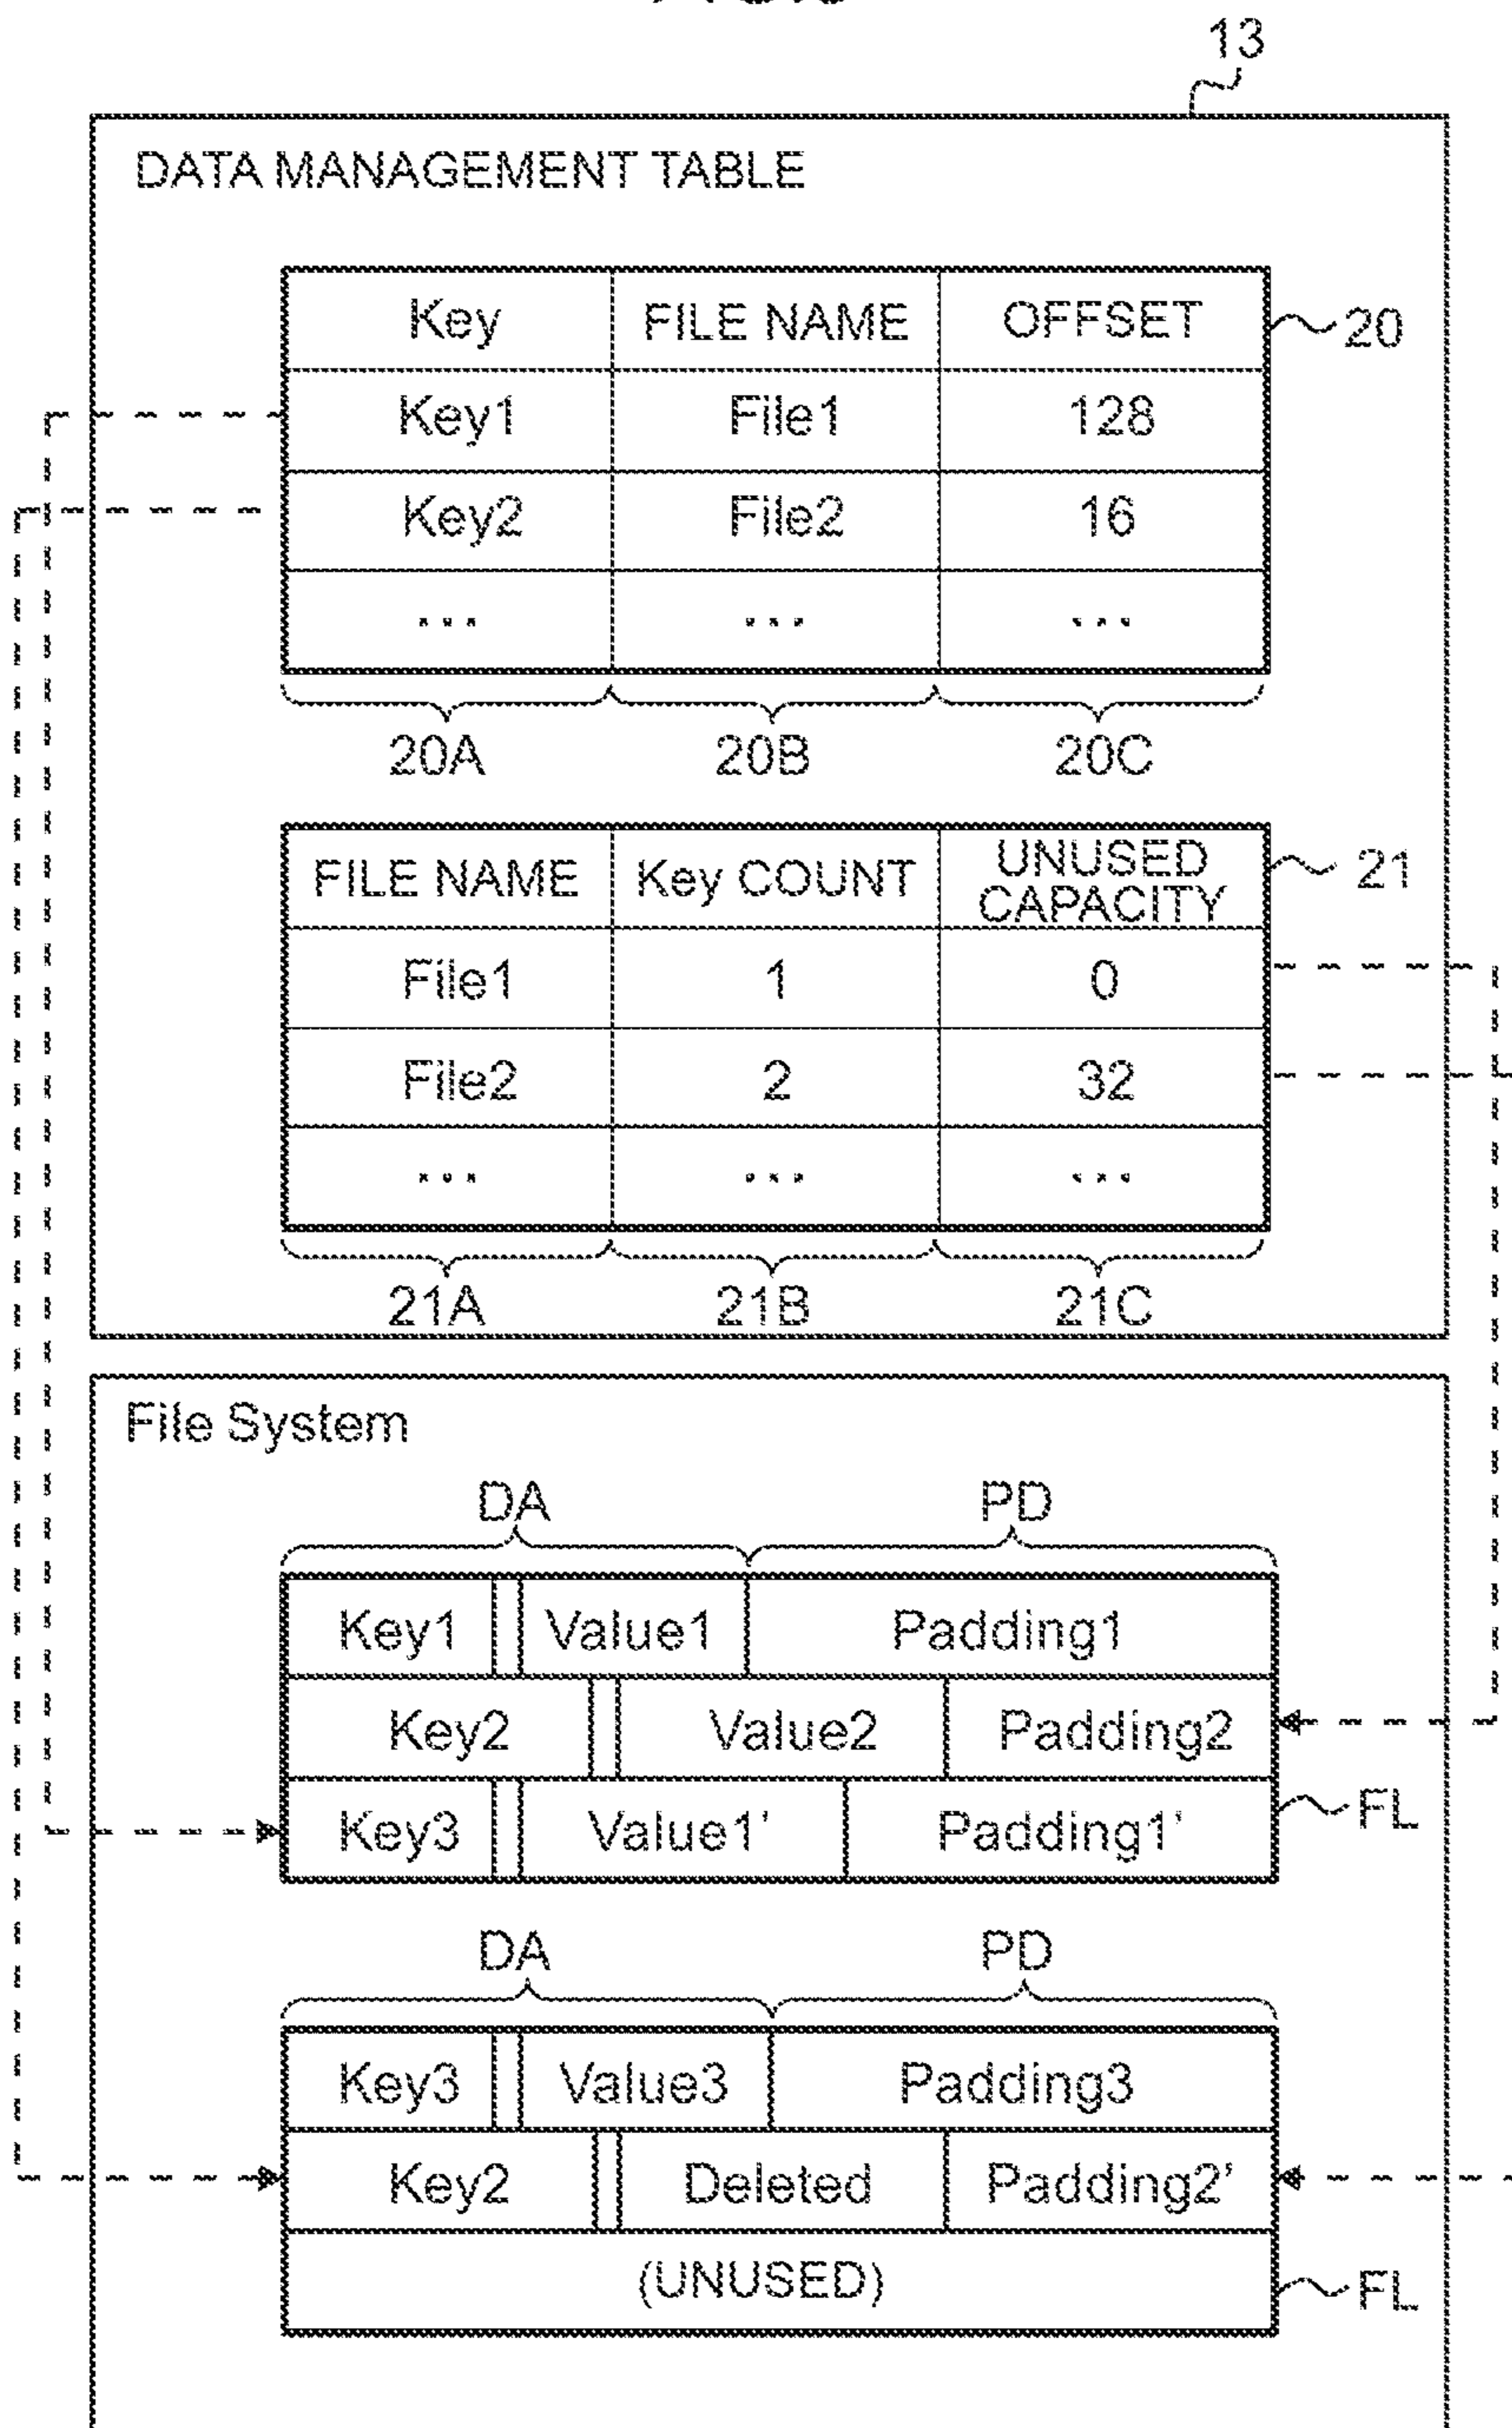 13
DATA MANAGEMENT TABLE
Key FILE NAME OFFSET
20
Key1 File1 128
Key2 File2 16
... ... ...
20A 20B 20C
FILE NAME Key COUNT UNUSED CAPACITY
21
File1 1 0
File2 2 32
... ... ...
21A 21B 21C
File System
DA PD
Key1 Value1 Padding1
Key2 Value2 Padding2
Key3 Value1' Padding1'
FL
DA PD
Key3 Value3 Padding3
Key2 Deleted Padding2'
(UNUSED)
FL